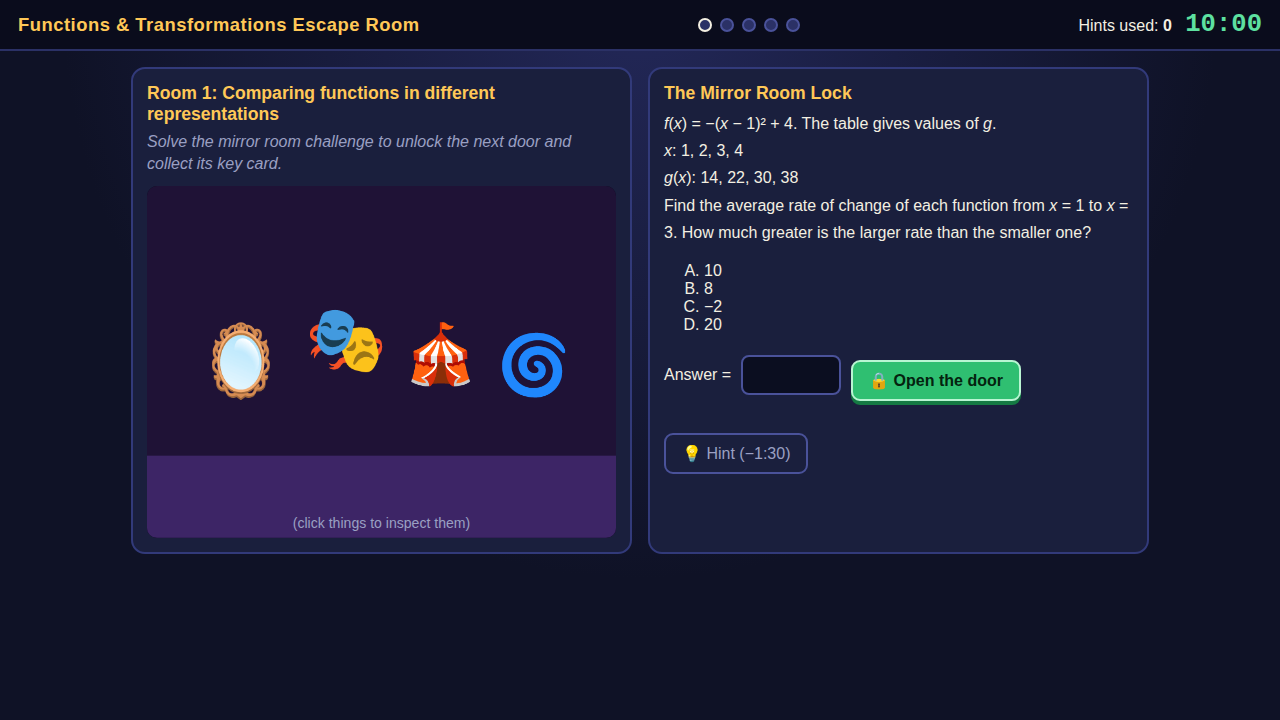 Functions & Transformations Escape Room
Hints used: 0 10:00
Room 1: Comparing functions in different
representations
Solve the mirror room challenge to unlock the next door and
collect its key card.
(click things to inspect them)
The Mirror Room Lock
f(x) = −(x − 1)² + 4. The table gives values of g.
x: 1, 2, 3, 4
g(x): 14, 22, 30, 38
Find the average rate of change of each function from x = 1 to x =
3. How much greater is the larger rate than the smaller one?
A. 10
B. 8
C. −2
D. 20
Answer =
🔒 Open the door
💡 Hint (−1:30)